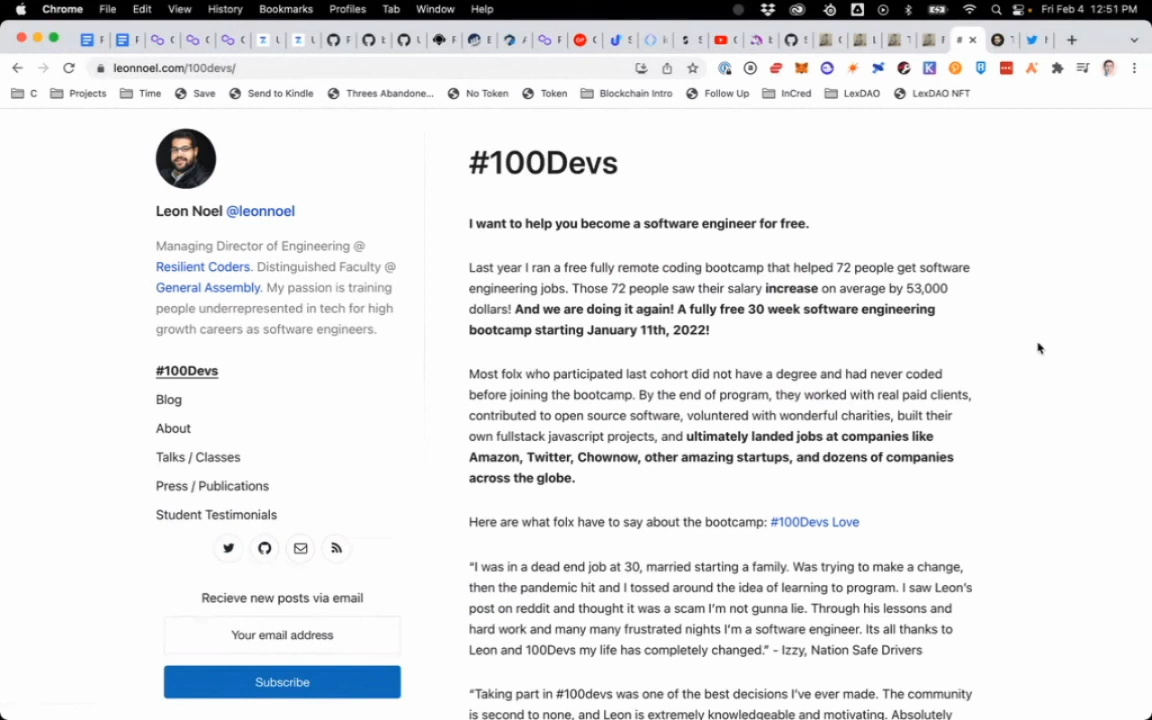 Chrome File Edit View History Bookmarks Profiles Tab Window Help Fri Feb 4 12:51 PM
leonnoel.com/100devs/
C Projects Time Save Send to Kindle Threes Abandone... No Token Token Blockchain Intro Follow Up InCred LexDAO LexDAO NFT
Leon Noel @leonnoel
Managing Director of Engineering @
Resilient Coders. Distinguished Faculty @
General Assembly. My passion is training
people underrepresented in tech for high
growth careers as software engineers.
#100Devs
Blog
About
Talks / Classes
Press / Publications
Student Testimonials
Recieve new posts via email
Your email address
Subscribe
#100Devs
I want to help you become a software engineer for free.
Last year I ran a free fully remote coding bootcamp that helped 72 people get software
engineering jobs. Those 72 people saw their salary increase on average by 53,000
dollars! And we are doing it again! A fully free 30 week software engineering
bootcamp starting January 11th, 2022!
Most folx who participated last cohort did not have a degree and had never coded
before joining the bootcamp. By the end of program, they worked with real paid clients,
contributed to open source software, volunteered with wonderful charities, built their
own fullstack javascript projects, and ultimately landed jobs at companies like
Amazon, Twitter, Chownow, other amazing startups, and dozens of companies
across the globe.
Here are what folx have to say about the bootcamp: #100Devs Love
“I was in a dead end job at 30, married starting a family. Was trying to make a change,
then the pandemic hit and I tossed around the idea of learning to program. I saw Leon’s
post on reddit and thought it was a scam I’m not gunna lie. Through his lessons and
hard work and many many frustrated nights I’m a software engineer. Its all thanks to
Leon and 100Devs my life has completely changed.” - Izzy, Nation Safe Drivers
“Taking part in #100devs was one of the best decisions I’ve ever made. The community
is second to none, and Leon is extremely knowledgeable and motivating. Absolutely